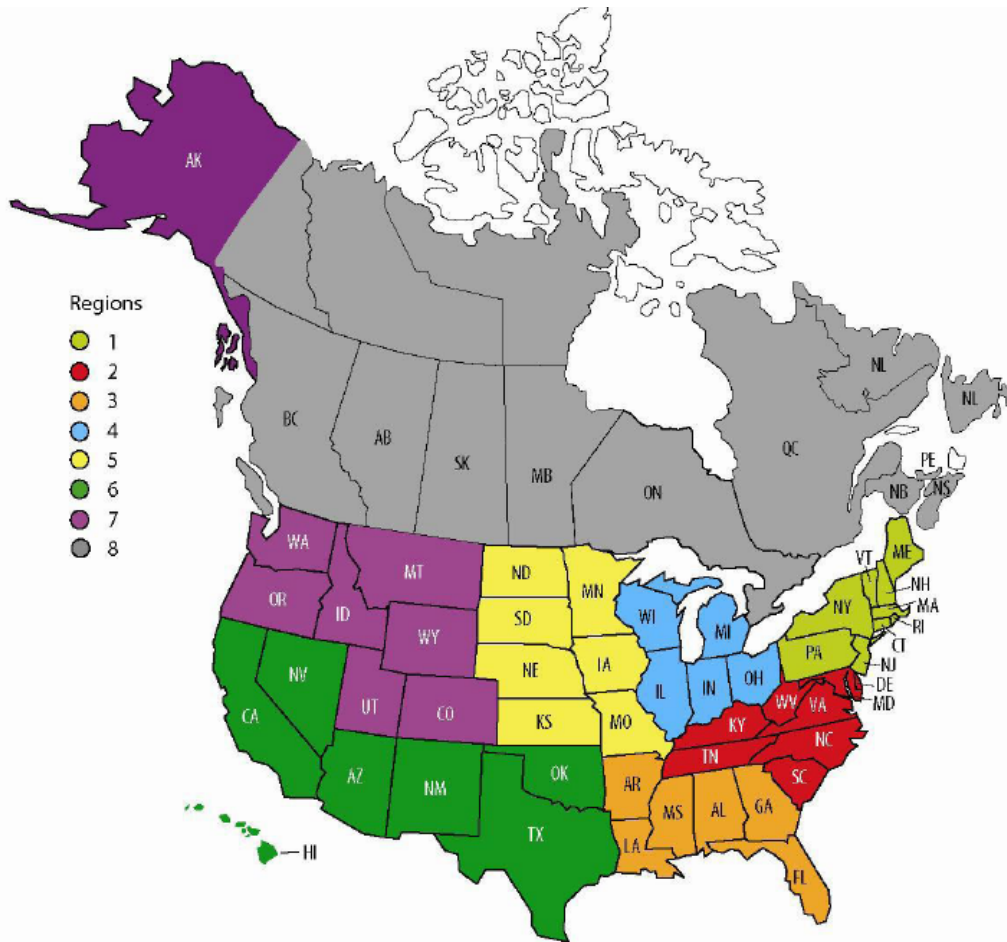 AK
Regions
1
2
3
4
5
6
7
8
BC
AB
SK
MB
ON
QC
NL
NL
PE
NB
NS
WA
OR
ID
MT
WY
UT
CO
ND
SD
NE
KS
MN
IA
MO
WI
MI
IL
IN
OH
VT
ME
NH
NY
MA
RI
CT
PA
NJ
DE
MD
WV
VA
KY
NC
TN
SC
CA
NV
AZ
NM
OK
TX
AR
LA
MS
AL
GA
FL
HI